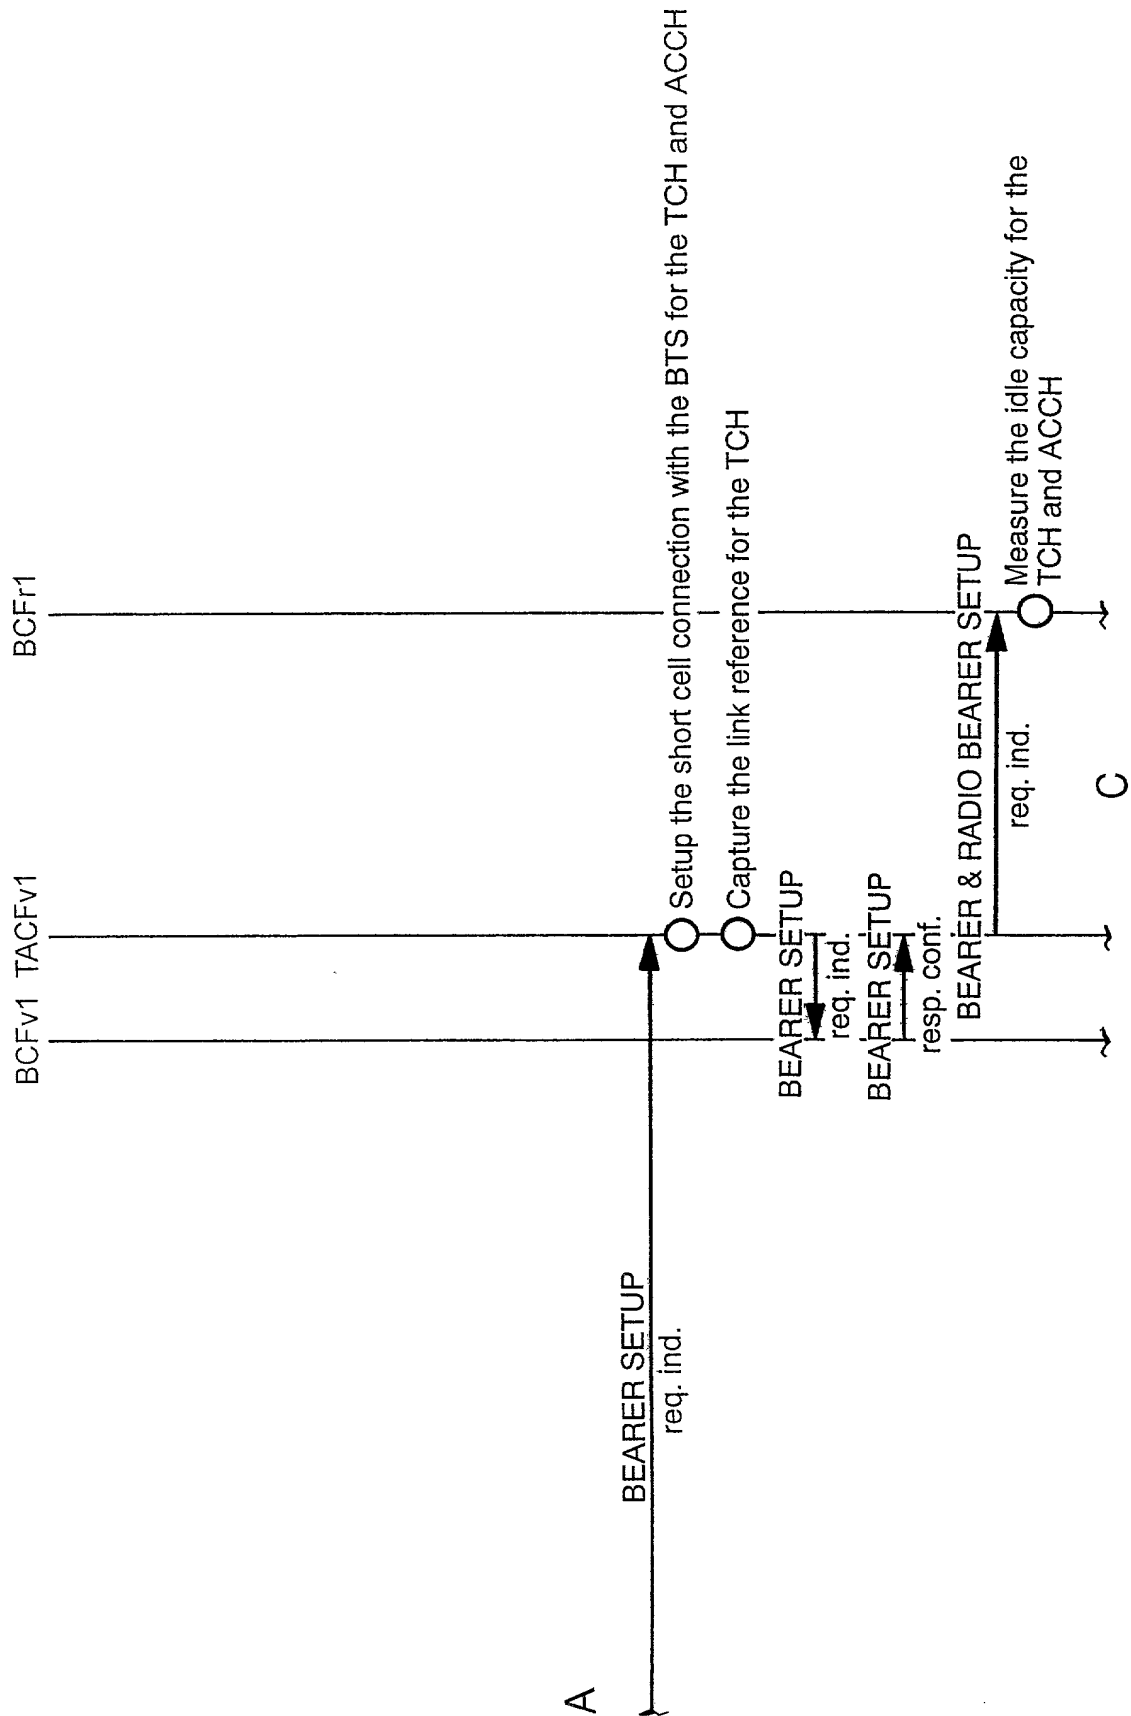 BCFv1 TACFv1
BCFr1
A
BEARER SETUP
req. ind.
Setup the short cell connection with the BTS for the TCH and ACCH
Capture the link reference for the TCH
BEARER SETUP
req. ind.
BEARER SETUP
resp. conf.
BEARER & RADIO BEARER SETUP
req. ind.
Measure the idle capacity for the
TCH and ACCH
C